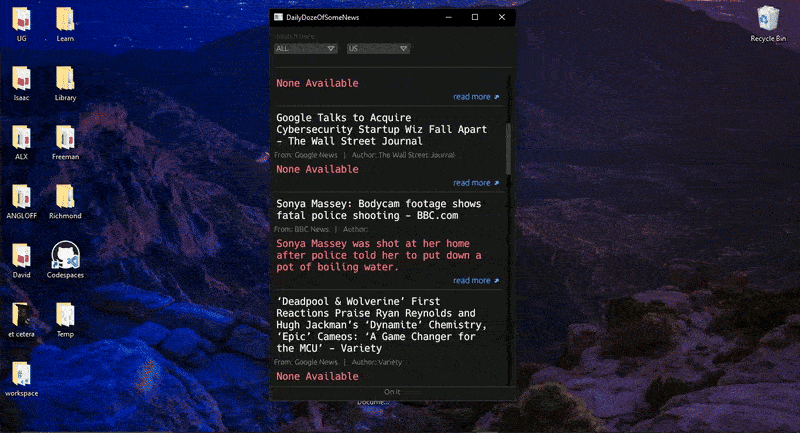 UG
Learn
DailyDozeOfSomeNews
Recycle Bin
ALL
US
None Available
read more
Isaac
Library
Google Talks to Acquire
Cybersecurity Startup Wiz Fall Apart
– The Wall Street Journal
From: Google News | Author: The Wall Street Journal
None Available
read more
ALX
Freeman
Sonya Massey: Bodycam footage shows
fatal police shooting – BBC.com
From: BBC News | Author:
Sonya Massey was shot at her home
after police told her to put down a
pot of boiling water.
read more
ANGLOFF
Richmond
David
Codespaces
‘Deadpool & Wolverine’ First
Reactions Praise Ryan Reynolds and
Hugh Jackman’s ‘Dynamite’ Chemistry,
‘Epic’ Cameos: ‘A Game Changer for
the MCU’ – Variety
From: Google News | Author: Variety
None Available
et cetera
Temp
workspace
On it
Docume...